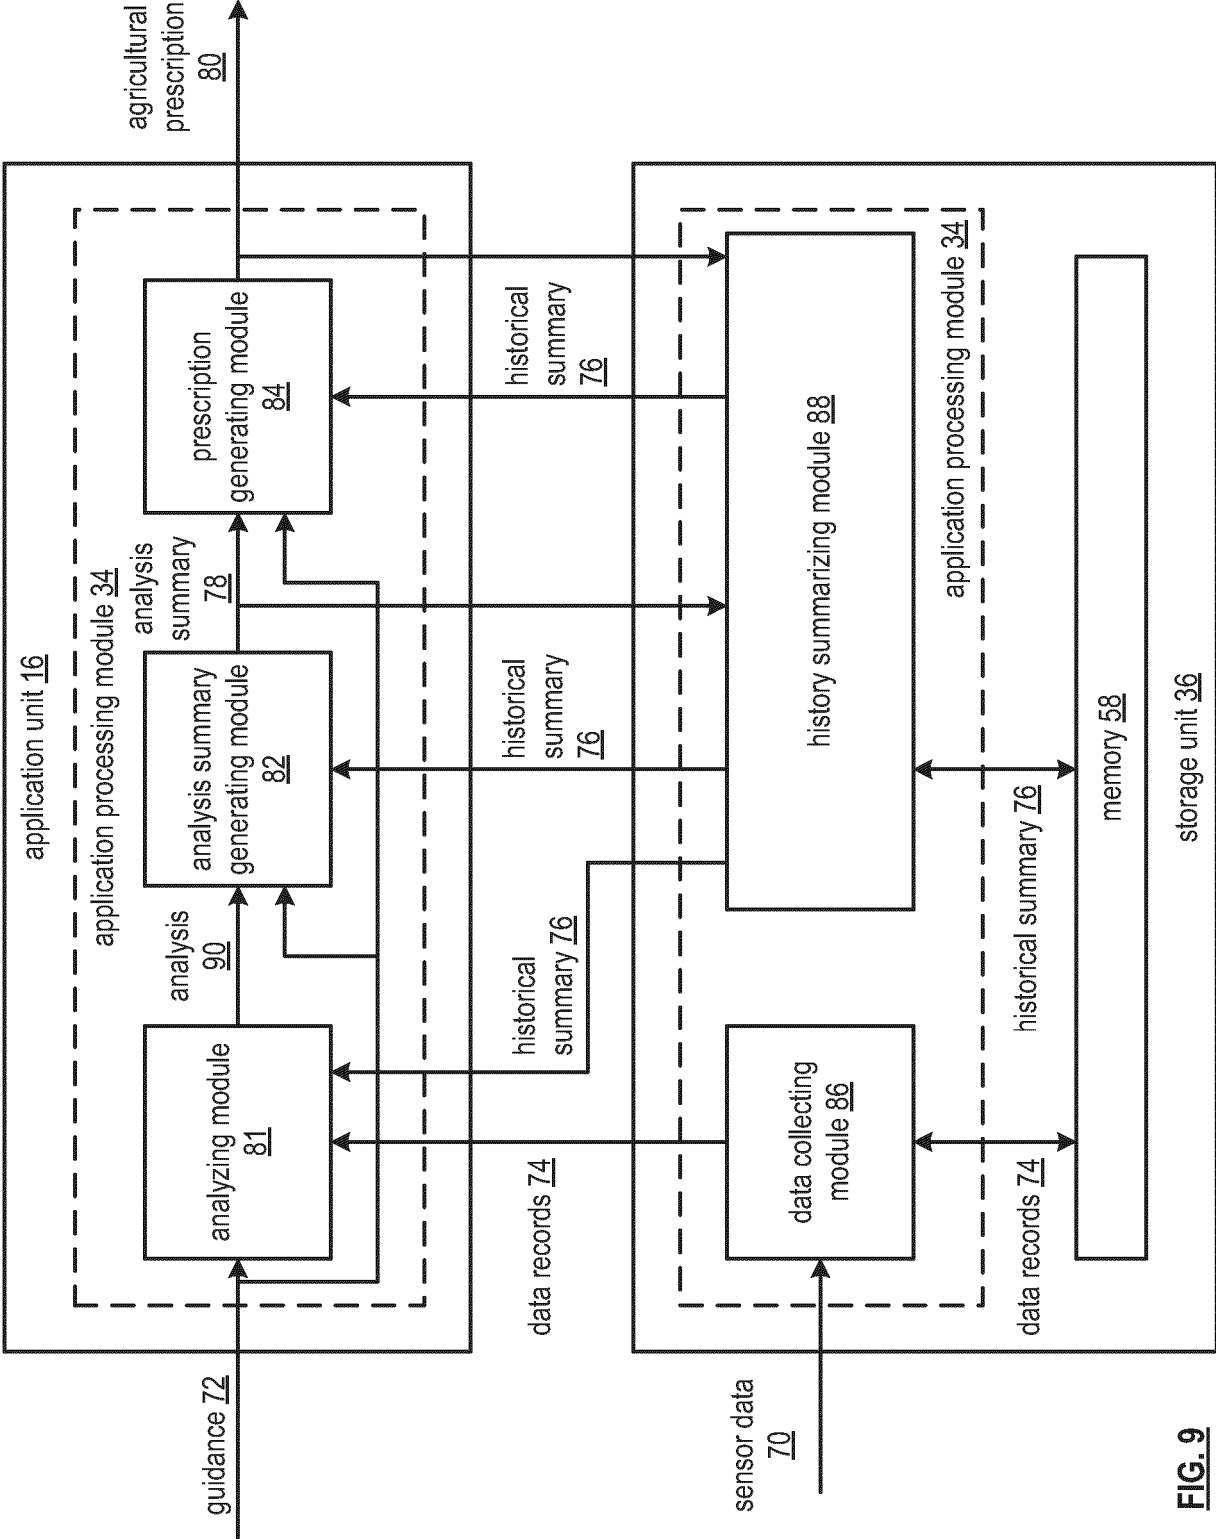 application unit 16
application processing module 34
guidance 72
analyzing module
81
analysis
90
analysis summary
generating module
82
analysis
summary
78
prescription
generating module
84
agricultural
prescription
80
data records 74
historical
summary 76
historical
summary
76
historical
summary
76
sensor data
70
data collecting
module 86
history summarizing module 88
application processing module 34
data records 74
historical summary 76
memory 58
storage unit 36
FIG. 9